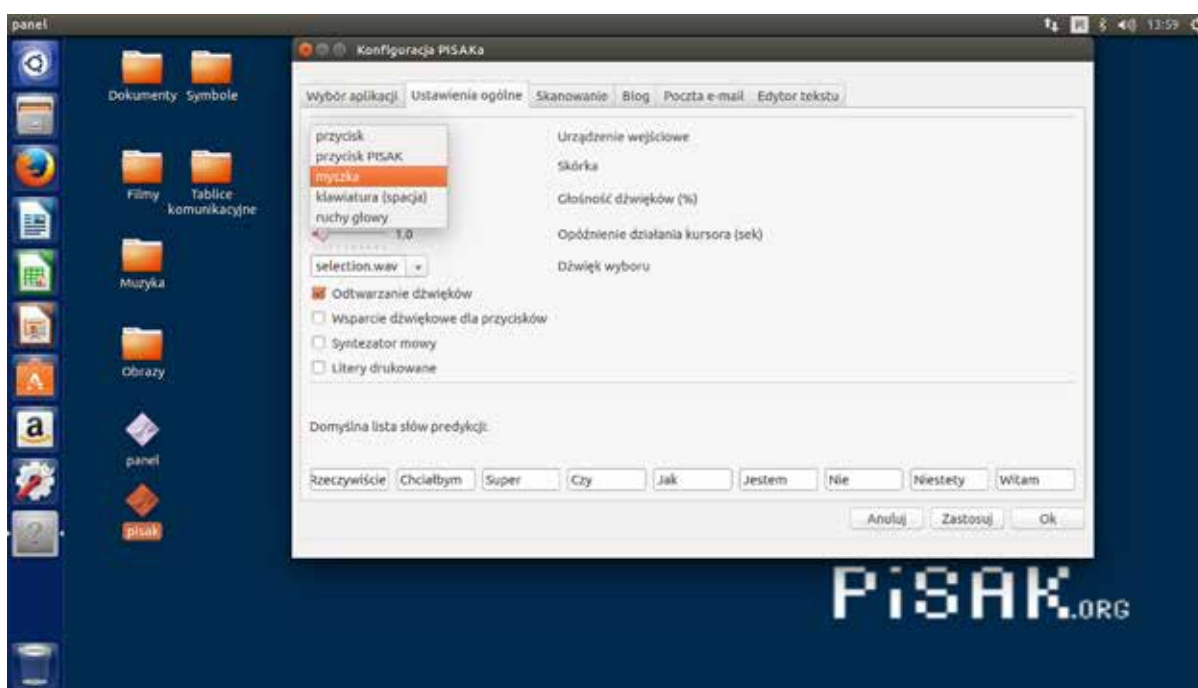 panel
13:59
Konfiguracja PISAKa
Dokumenty Symbole
Wybór aplikacji Ustawienia ogólne Skanowanie Blog Poczta e-mail Edytor tekstu
przycisk
Urządzenie wejściowe
przycisk PISAK
Skórka
myszka
klawiatura (spacja)
Głośność dźwięków (%)
Filmy Tablice komunikacyjne
ruchy głowy
1.0
Opóźnienie działania kursora (sek)
selection.wav
Dźwięk wyboru
Muzyka
Odtwarzanie dźwięków
Wsparcie dźwiękowe dla przycisków
Syntezator mowy
Litery drukowane
Obrazy
Domyślna lista słów predykcji:
panel
Rzeczywiście Chciałbym Super Czy Jak Jestem Nie Niestety Witam
Anuluj Zastosuj Ok
pisak
PiSAK.ORG